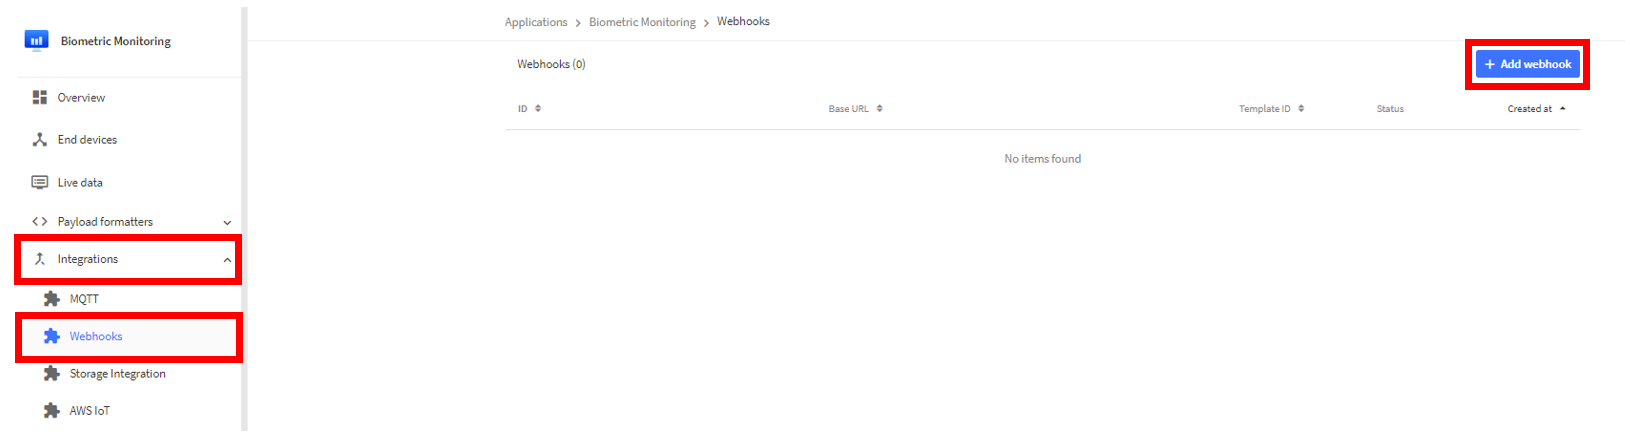 Biometric Monitoring
Overview
End devices
Live data
Payload formatters
Integrations
MQTT
Webhooks
Storage Integration
AWS IoT
Applications > Biometric Monitoring > Webhooks
Webhooks (0)
+ Add webhook
ID Base URL Template ID Status Created at
No items found